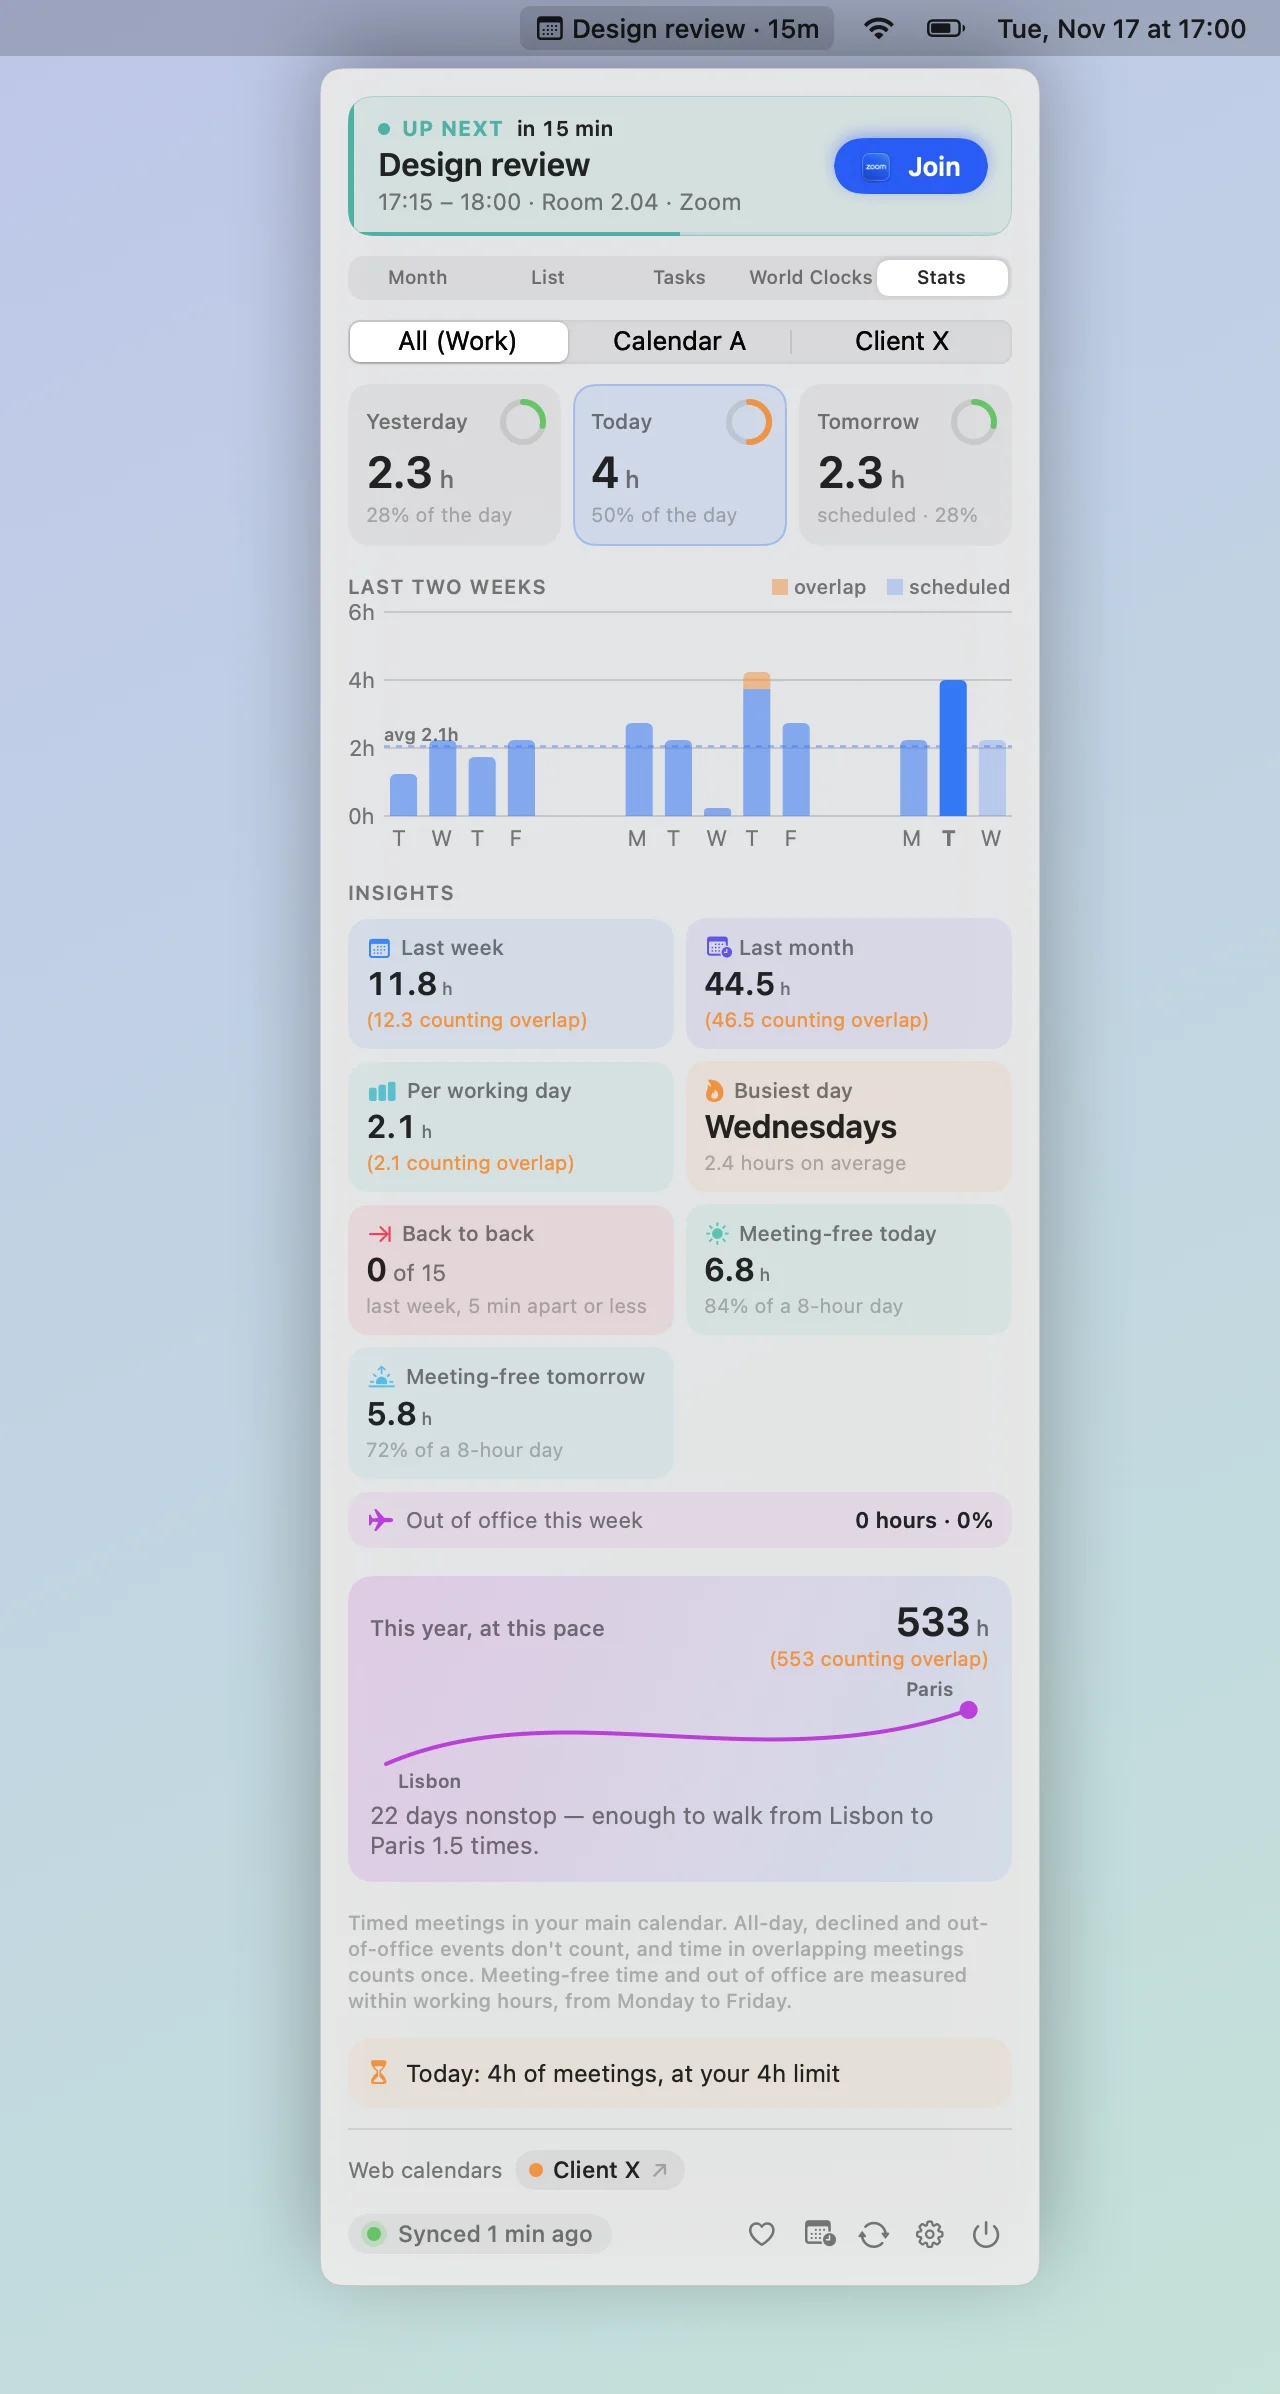 Design review · 15m
Tue, Nov 17 at 17:00
UP NEXT in 15 min
Design review
17:15 – 18:00 · Room 2.04 · Zoom
zoom Join
Month List Tasks World Clocks Stats
All (Work) Calendar A Client X
Yesterday
2.3 h
28% of the day
Today
4 h
50% of the day
Tomorrow
2.3 h
scheduled · 28%
LAST TWO WEEKS
overlap scheduled
6h
4h
avg 2.1h
2h
0h
T W T F M T W T F M T W
INSIGHTS
Last week
11.8 h
(12.3 counting overlap)
Last month
44.5 h
(46.5 counting overlap)
Per working day
2.1 h
(2.1 counting overlap)
Busiest day
Wednesdays
2.4 hours on average
Back to back
0 of 15
last week, 5 min apart or less
Meeting-free today
6.8 h
84% of a 8-hour day
Meeting-free tomorrow
5.8 h
72% of a 8-hour day
Out of office this week 0 hours · 0%
This year, at this pace 533 h
(553 counting overlap)
Paris
Lisbon
22 days nonstop — enough to walk from Lisbon to
Paris 1.5 times.
Timed meetings in your main calendar. All-day, declined and out-
of-office events don't count, and time in overlapping meetings
counts once. Meeting-free time and out of office are measured
within working hours, from Monday to Friday.
Today: 4h of meetings, at your 4h limit
Web calendars Client X
Synced 1 min ago